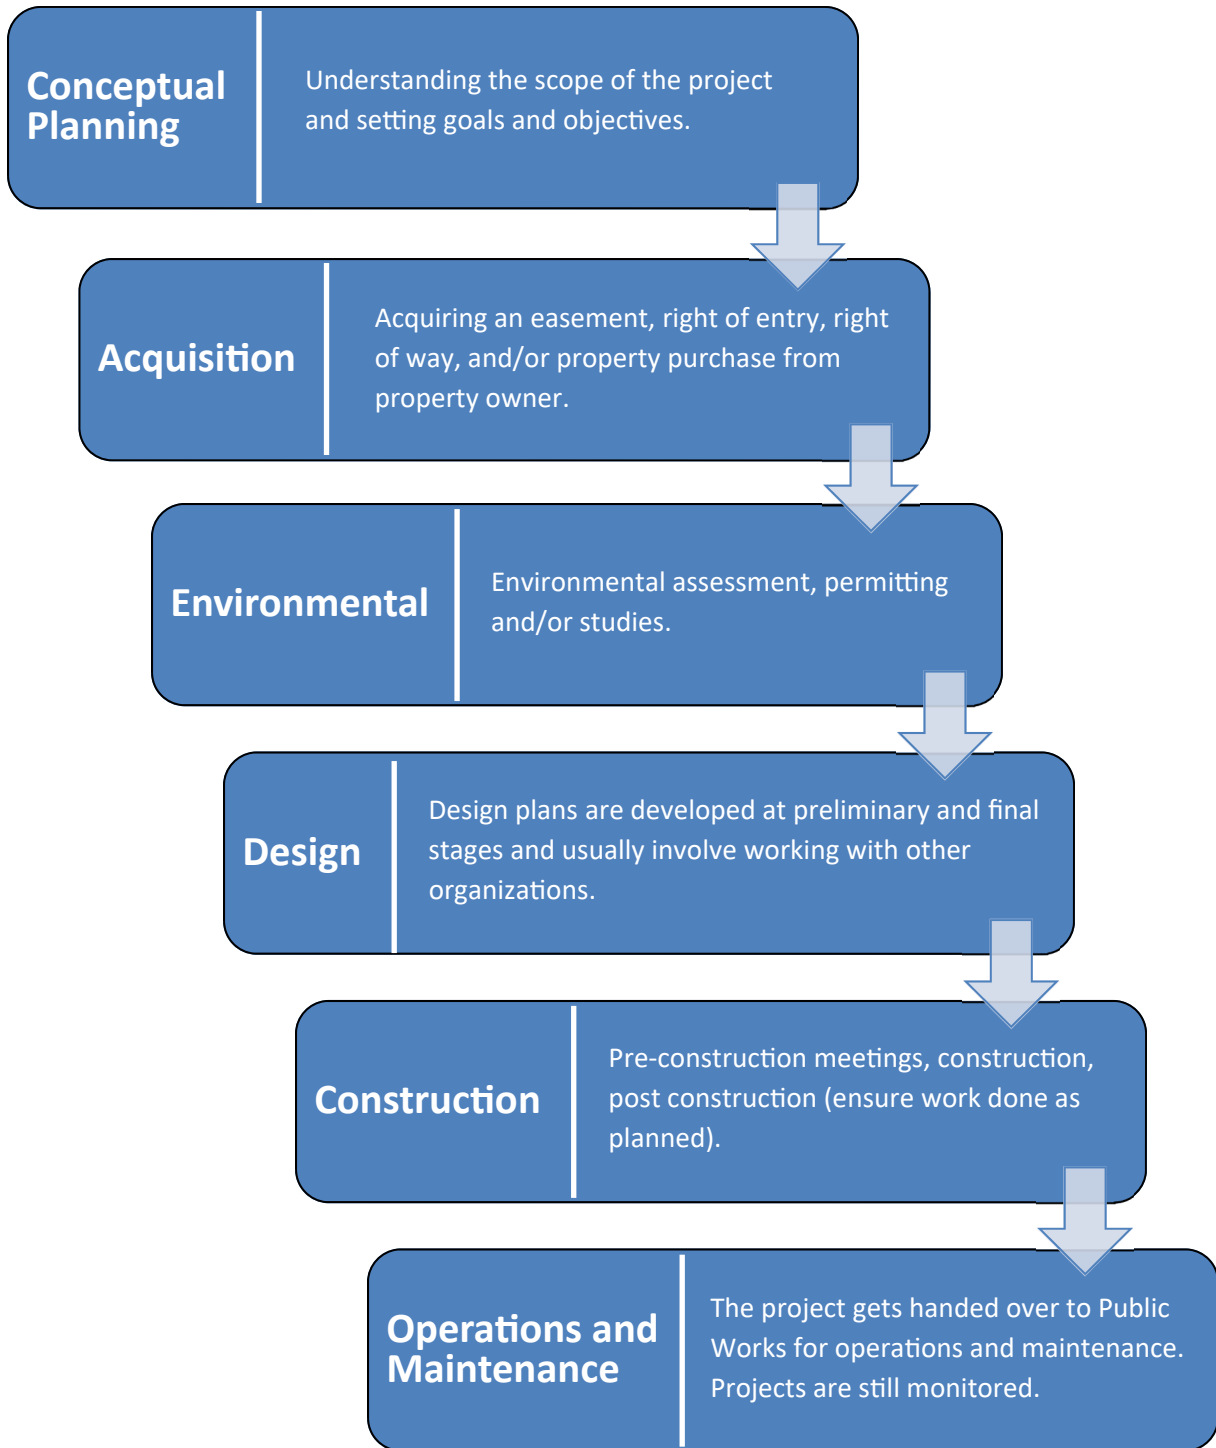 Conceptual
Planning
Understanding the scope of the project
and setting goals and objectives.
Acquisition
Acquiring an easement, right of entry, right
of way, and/or property purchase from
property owner.
Environmental
Environmental assessment, permitting
and/or studies.
Design
Design plans are developed at preliminary and final
stages and usually involve working with other
organizations.
Construction
Pre-construction meetings, construction,
post construction (ensure work done as
planned).
Operations and
Maintenance
The project gets handed over to Public
Works for operations and maintenance.
Projects are still monitored.